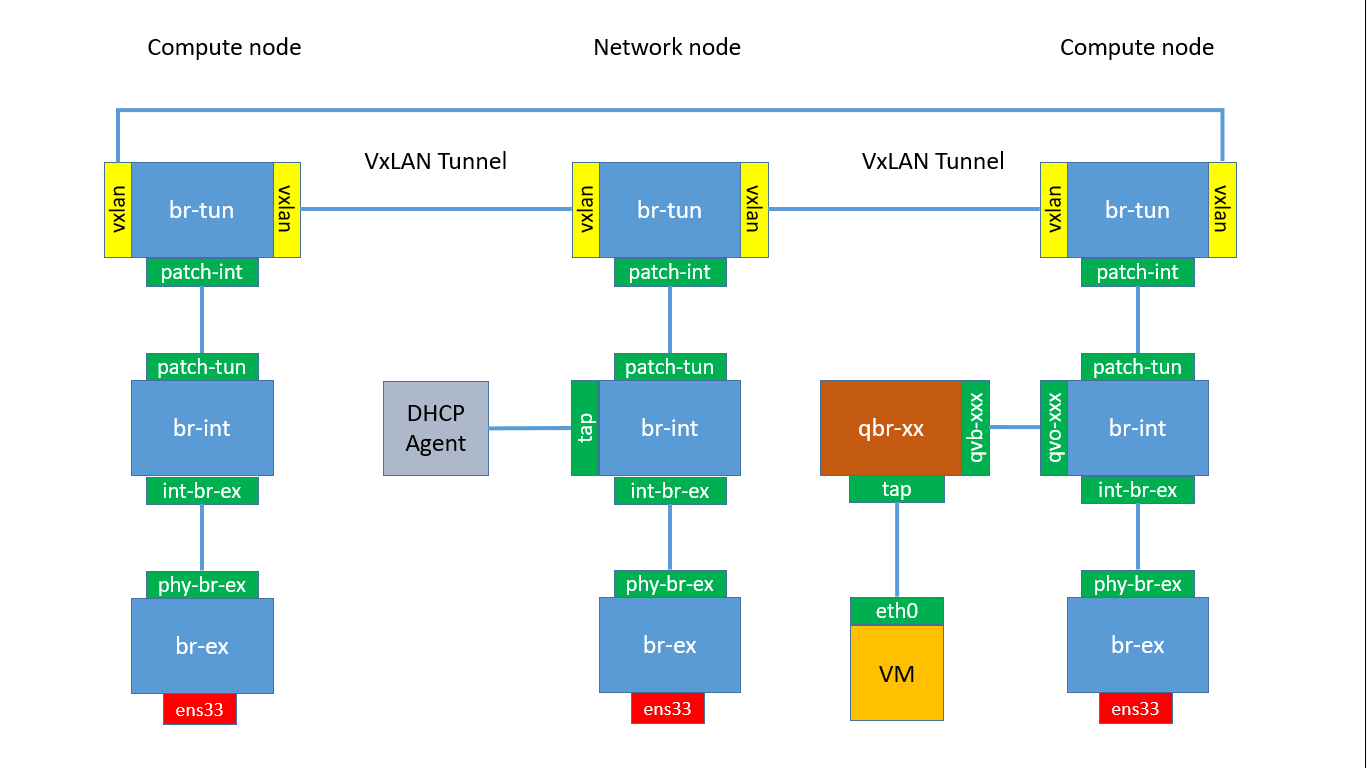 Compute node
Network node
Compute node
VxLAN Tunnel
VxLAN Tunnel
vxlan
br-tun
vxlan
vxlan
br-tun
vxlan
vxlan
br-tun
vxlan
patch-int
patch-int
patch-int
patch-tun
patch-tun
patch-tun
br-int
DHCP
Agent
tap
br-int
qbr-xx
qvb-xxx
qvo-xxx
br-int
int-br-ex
int-br-ex
tap
int-br-ex
phy-br-ex
phy-br-ex
phy-br-ex
eth0
br-ex
br-ex
VM
br-ex
ens33
ens33
ens33